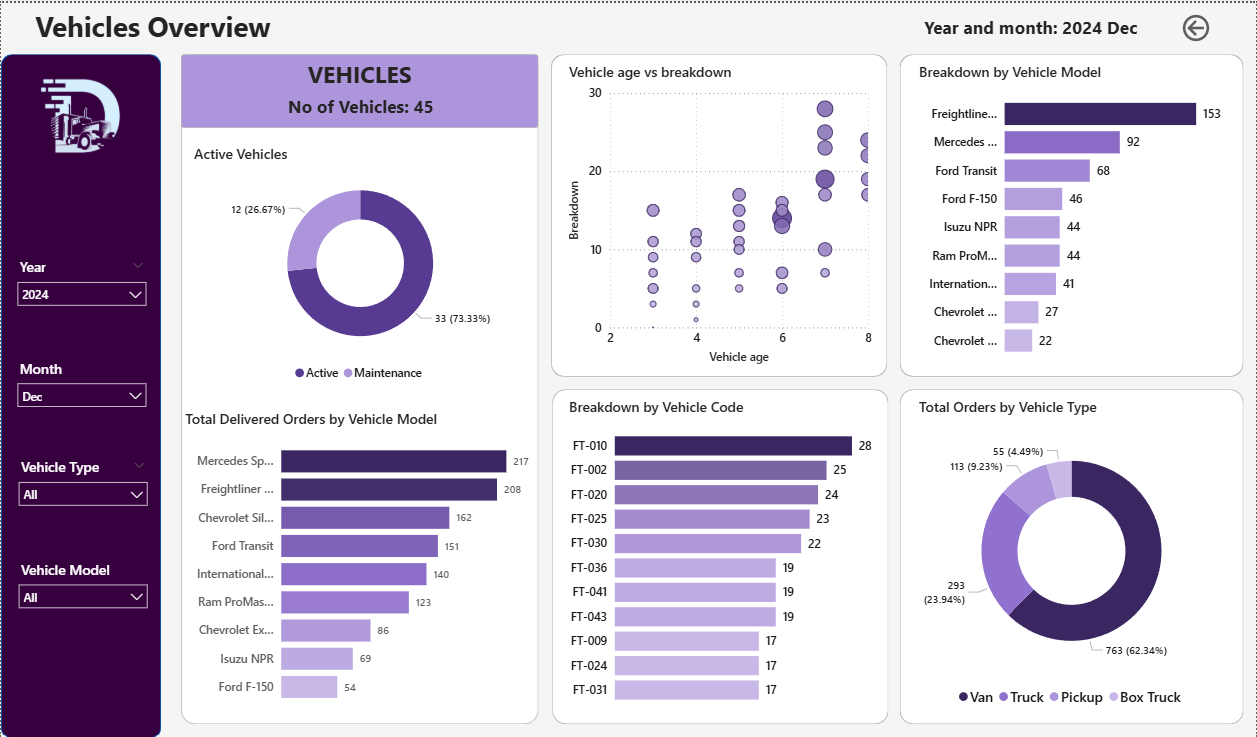 Vehicles Overview
Year and month: 2024 Dec
Year
2024
Month
Dec
Vehicle Type
All
Vehicle Model
All
VEHICLES
No of Vehicles: 45
Active Vehicles
12 (26.67%)
33 (73.33%)
Active
Maintenance
Total Delivered Orders by Vehicle Model
Mercedes Sp... 217
Freightliner ... 208
Chevrolet Sil... 162
Ford Transit 151
International... 140
Ram ProMas... 123
Chevrolet Ex... 86
Isuzu NPR 69
Ford F-150 54
Vehicle age vs breakdown
Breakdown
30
20
10
0
2 4 6 8
Vehicle age
Breakdown by Vehicle Code
FT-010 28
FT-002 25
FT-020 24
FT-025 23
FT-030 22
FT-036 19
FT-041 19
FT-043 19
FT-009 17
FT-024 17
FT-031 17
Breakdown by Vehicle Model
Freightline... 153
Mercedes ... 92
Ford Transit 68
Ford F-150 46
Isuzu NPR 44
Ram ProM... 44
Internation... 41
Chevrolet ... 27
Chevrolet ... 22
Total Orders by Vehicle Type
55 (4.49%)
113 (9.23%)
293
(23.94%)
763 (62.34%)
Van
Truck
Pickup
Box Truck